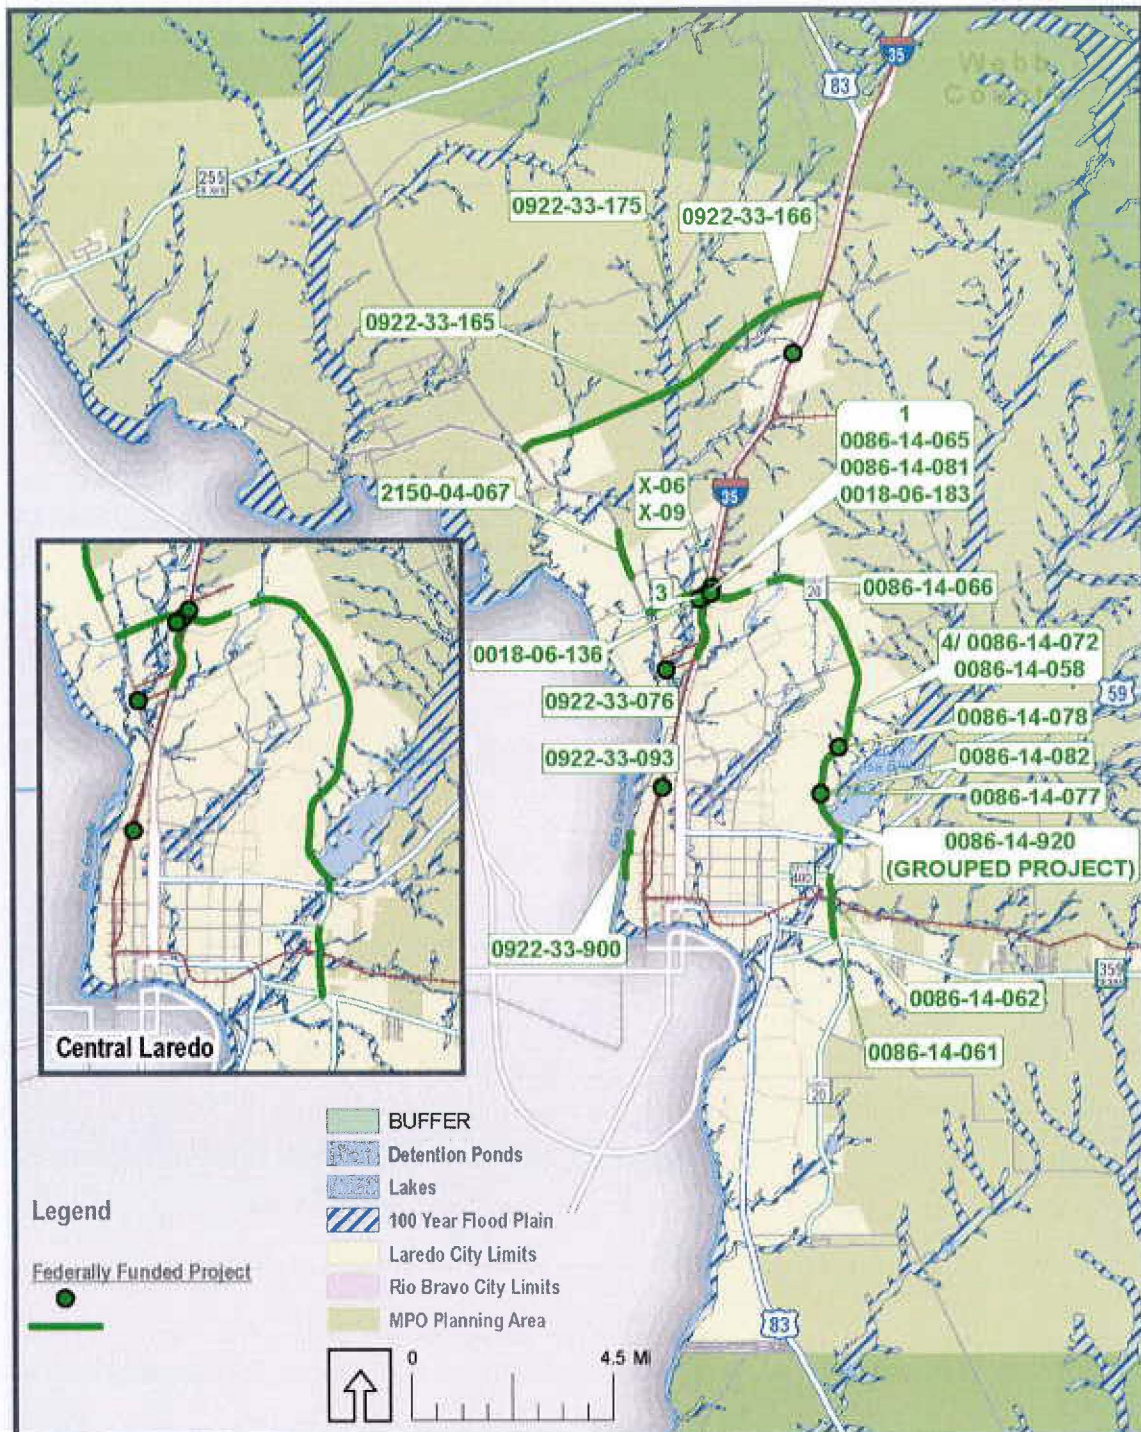 35
83
Webb
County
255
0922-33-175
0922-33-166
0922-33-165
1
0086-14-065
0086-14-081
0018-06-183
2150-04-067
X-06
X-09
35
3
20
0086-14-066
0018-06-136
4/ 0086-14-072
0086-14-058
59
0922-33-076
0086-14-078
0922-33-093
0086-14-082
0086-14-077
0086-14-920
(GROUPED PROJECT)
400
0922-33-900
359
0086-14-062
0086-14-061
20
Central Laredo
BUFFER
Detention Ponds
Lakes
100 Year Flood Plain
Laredo City Limits
Rio Bravo City Limits
MPO Planning Area
Legend
Federally Funded Project
83
0
4.5 Mi